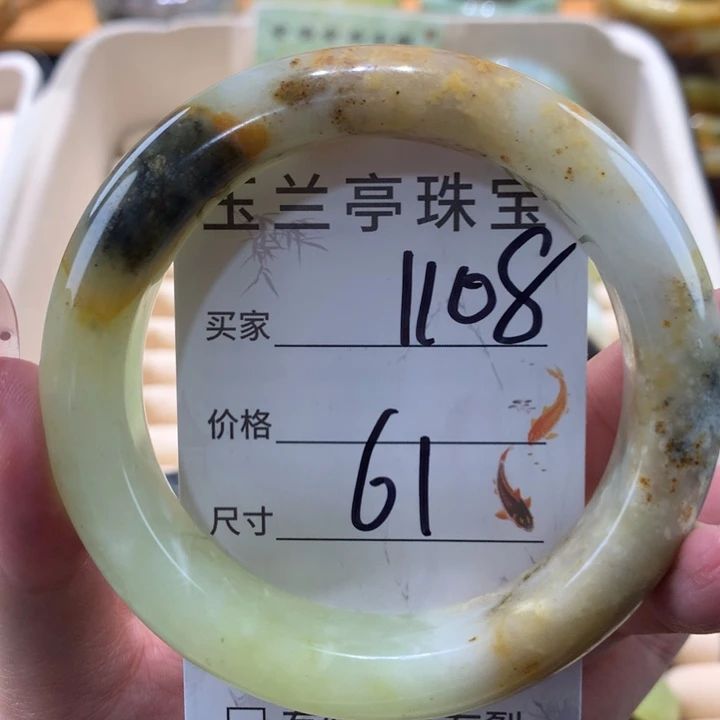 玉兰亭珠宝
买家 1108
价格
尺寸 61